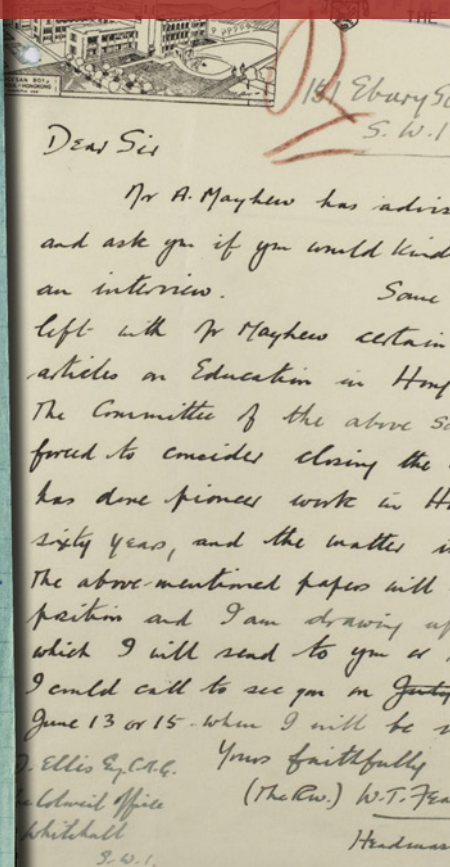 THE
151 Ebury
S.W.1
Dear Sir
Mr A. Mayhew has advis
and ask you if you would kind
an interview. Some
left with Mr Mayhew certain
articles on Education in Hong
The Committee of the above Sc
forced to consider closing the
has done pioneer work in H
sixty years, and the matter i
The above-mentioned papers will
position and I am drawing up
which I will send to you or
I could call to see you on
June 13 or 15 when I will be
Yours faithfully
(The Rev.) W.T. Fea
Headmas
D. Ellis Esq. C.M.G.
Colonial Office
Whitehall
S.W.1.